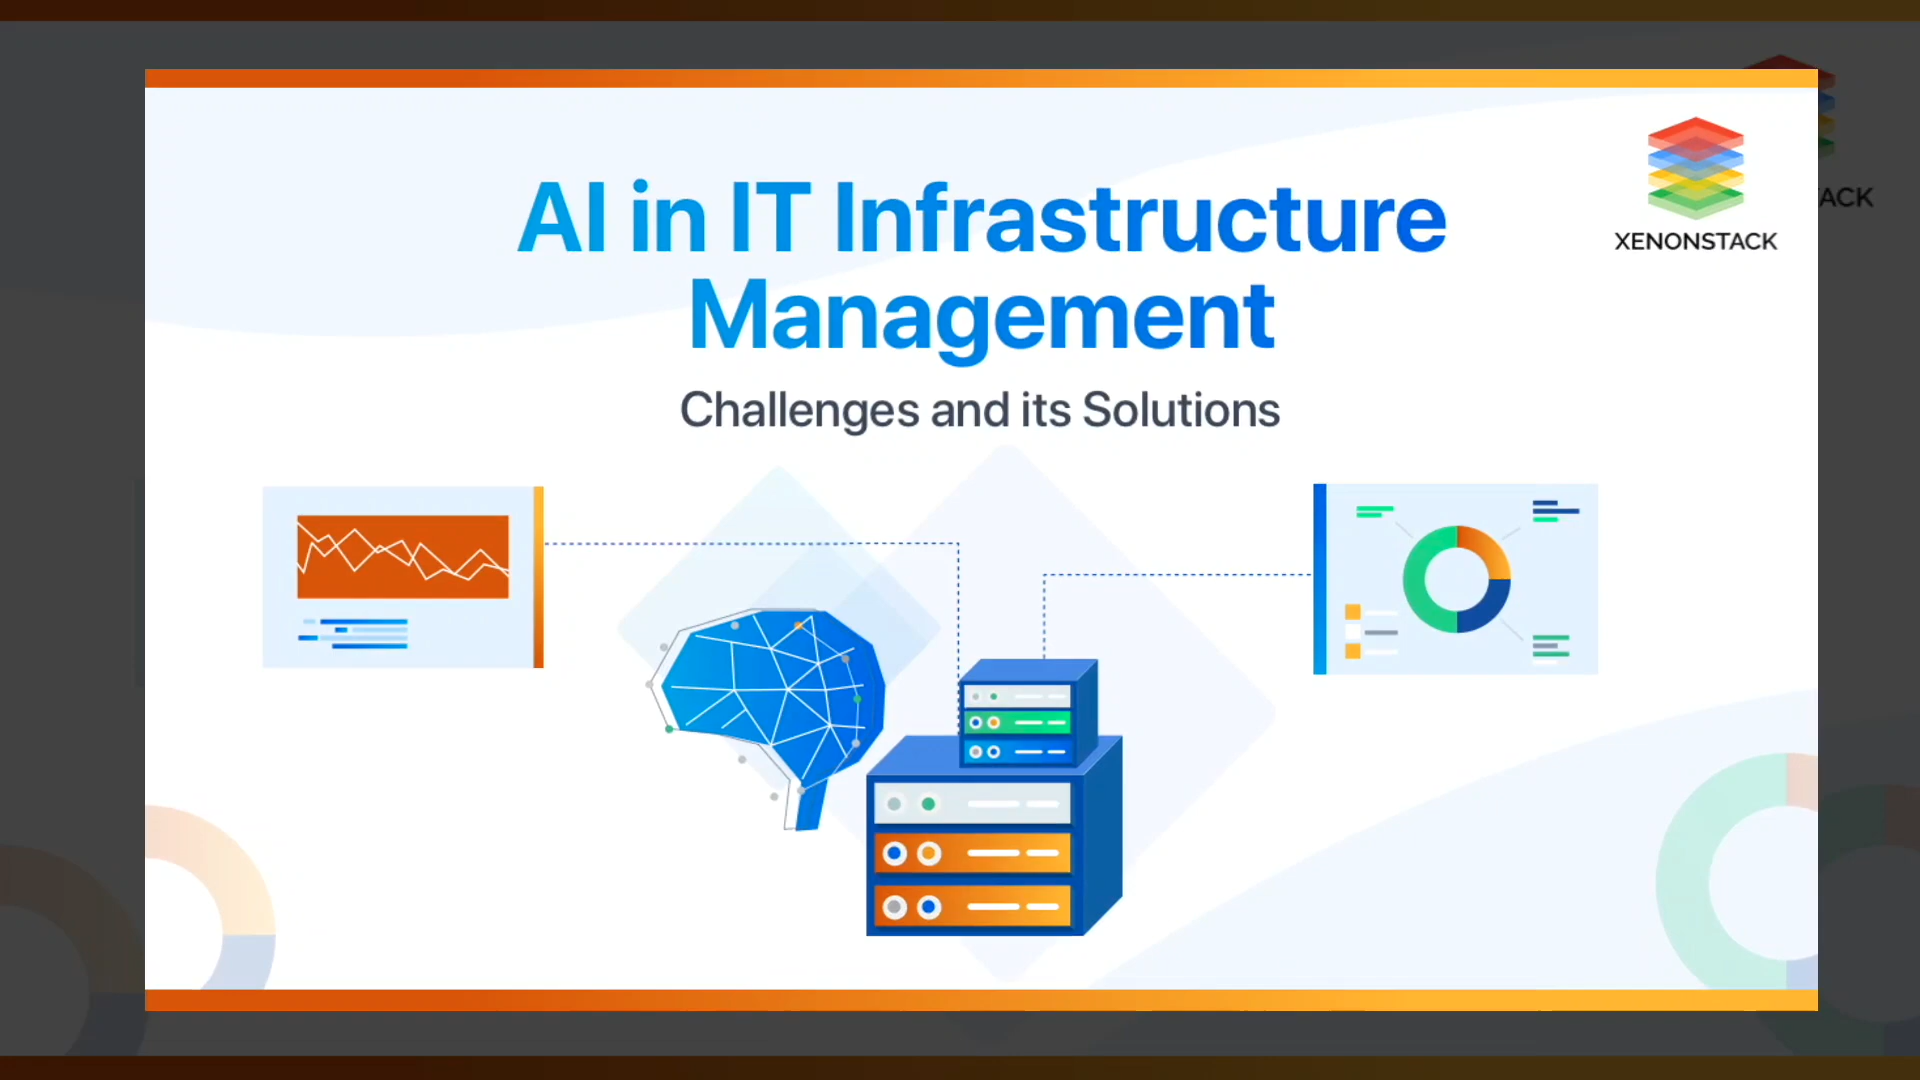 AI in IT Infrastructure
Management
Challenges and its Solutions
XENONSTACK
ACK